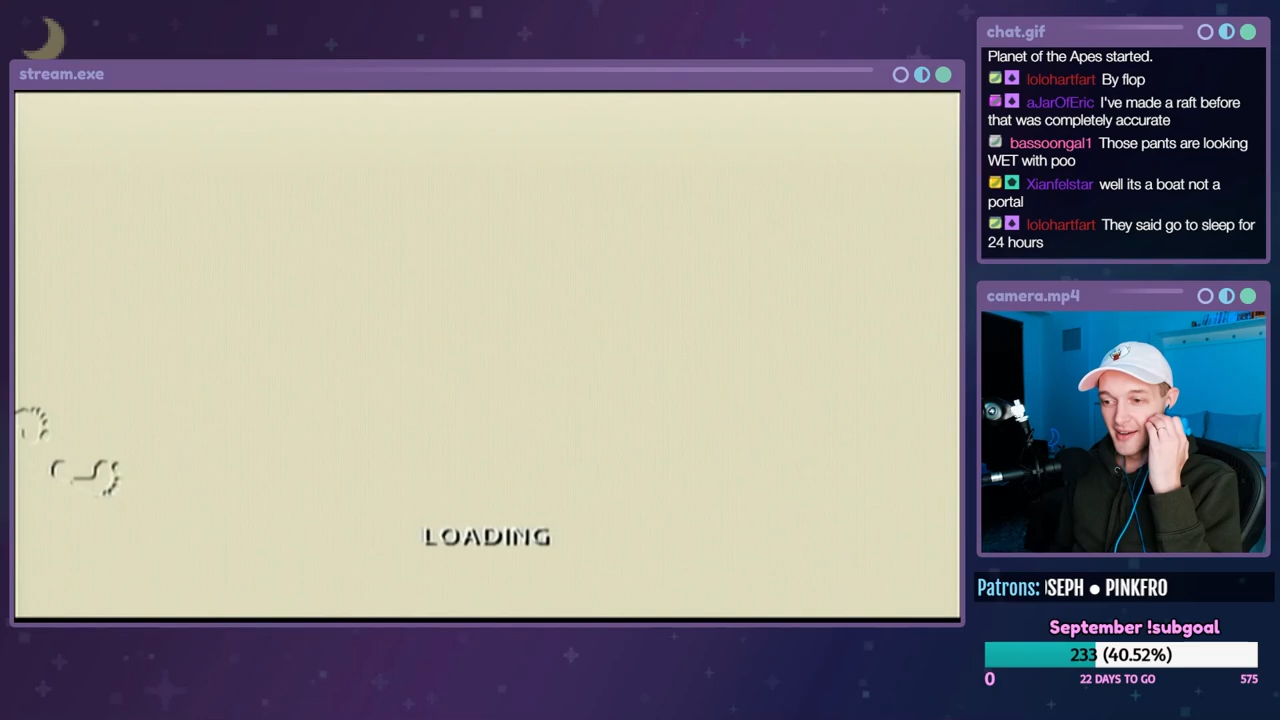 stream.exe
LOADING
chat.gif
Planet of the Apes started.
lolohartfart By flop
aJarOfEric I've made a raft before
that was completely accurate
bassoongal1 Those pants are looking
WET with poo
Xianfelstar well its a boat not a
portal
lolohartfart They said go to sleep for
24 hours
camera.mp4
Patrons: SEPH ● PINKFRO
September !subgoal
233 (40.52%)
0 22 DAYS TO GO 575